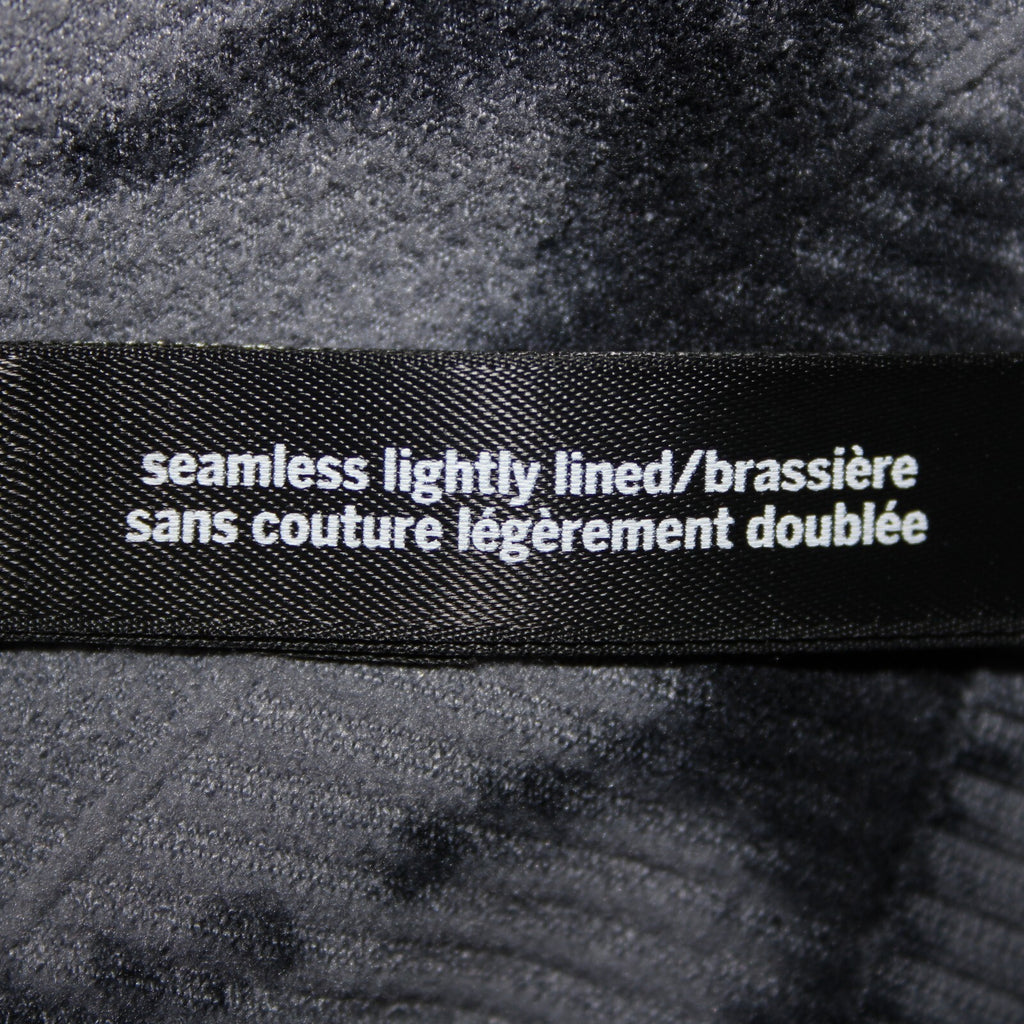 seamless lightly lined/brassière
sans couture légèrement doublée